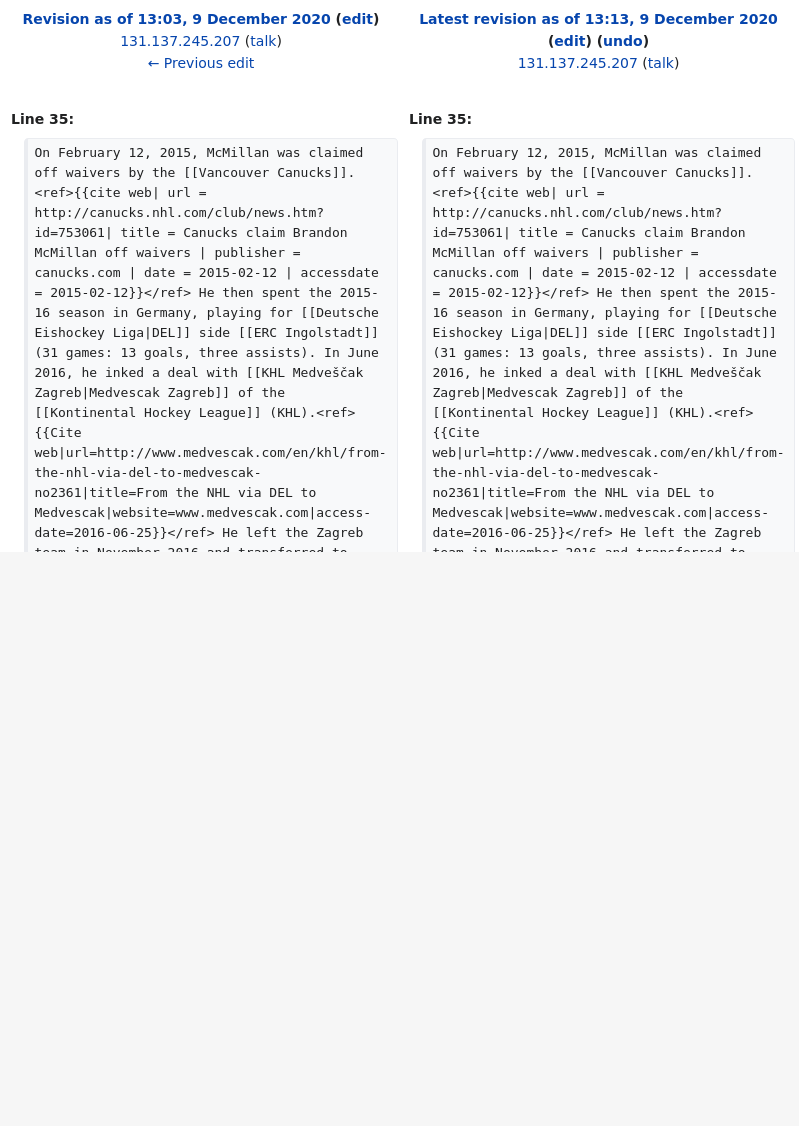 Revision as of 13:03, 9 December 2020 (edit)
131.137.245.207 (talk)
← Previous edit
Line 35:
On February 12, 2015, McMillan was claimed
off waivers by the [[Vancouver Canucks]].
<ref>{{cite web| url =
http://canucks.nhl.com/club/news.htm?
id=753061| title = Canucks claim Brandon
McMillan off waivers | publisher =
canucks.com | date = 2015-02-12 | accessdate
= 2015-02-12}}</ref> He then spent the 2015-
16 season in Germany, playing for [[Deutsche
Eishockey Liga|DEL]] side [[ERC Ingolstadt]]
(31 games: 13 goals, three assists). In June
2016, he inked a deal with [[KHL Medveščak
Zagreb|Medvescak Zagreb]] of the
[[Kontinental Hockey League]] (KHL).<ref>
{{Cite
web|url=http://www.medvescak.com/en/khl/from-
the-nhl-via-del-to-medvescak-
no2361|title=From the NHL via DEL to
Medvescak|website=www.medvescak.com|access-
date=2016-06-25}}</ref> He left the Zagreb
team in November 2016 and transferred to
Latest revision as of 13:13, 9 December 2020
(edit) (undo)
131.137.245.207 (talk)
Line 35:
On February 12, 2015, McMillan was claimed
off waivers by the [[Vancouver Canucks]].
<ref>{{cite web| url =
http://canucks.nhl.com/club/news.htm?
id=753061| title = Canucks claim Brandon
McMillan off waivers | publisher =
canucks.com | date = 2015-02-12 | accessdate
= 2015-02-12}}</ref> He then spent the 2015-
16 season in Germany, playing for [[Deutsche
Eishockey Liga|DEL]] side [[ERC Ingolstadt]]
(31 games: 13 goals, three assists). In June
2016, he inked a deal with [[KHL Medveščak
Zagreb|Medvescak Zagreb]] of the
[[Kontinental Hockey League]] (KHL).<ref>
{{Cite
web|url=http://www.medvescak.com/en/khl/from-
the-nhl-via-del-to-medvescak-
no2361|title=From the NHL via DEL to
Medvescak|website=www.medvescak.com|access-
date=2016-06-25}}</ref> He left the Zagreb
team in November 2016 and transferred to